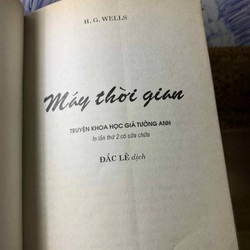 H. G. WELLS
Máy thời gian
TRUYỆN KHOA HỌC GIẢ TƯỞNG ANH
In lần thứ 2 có sửa chữa
ĐẮC LÊ dịch